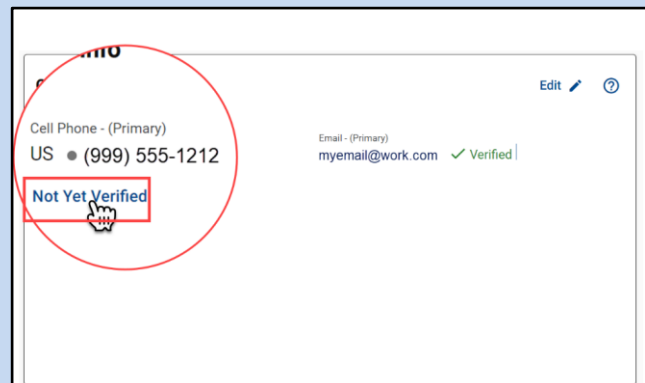 Edit
Cell Phone - (Primary)
US (999) 555-1212
Not Yet Verified
Email - (Primary)
myemail@work.com Verified